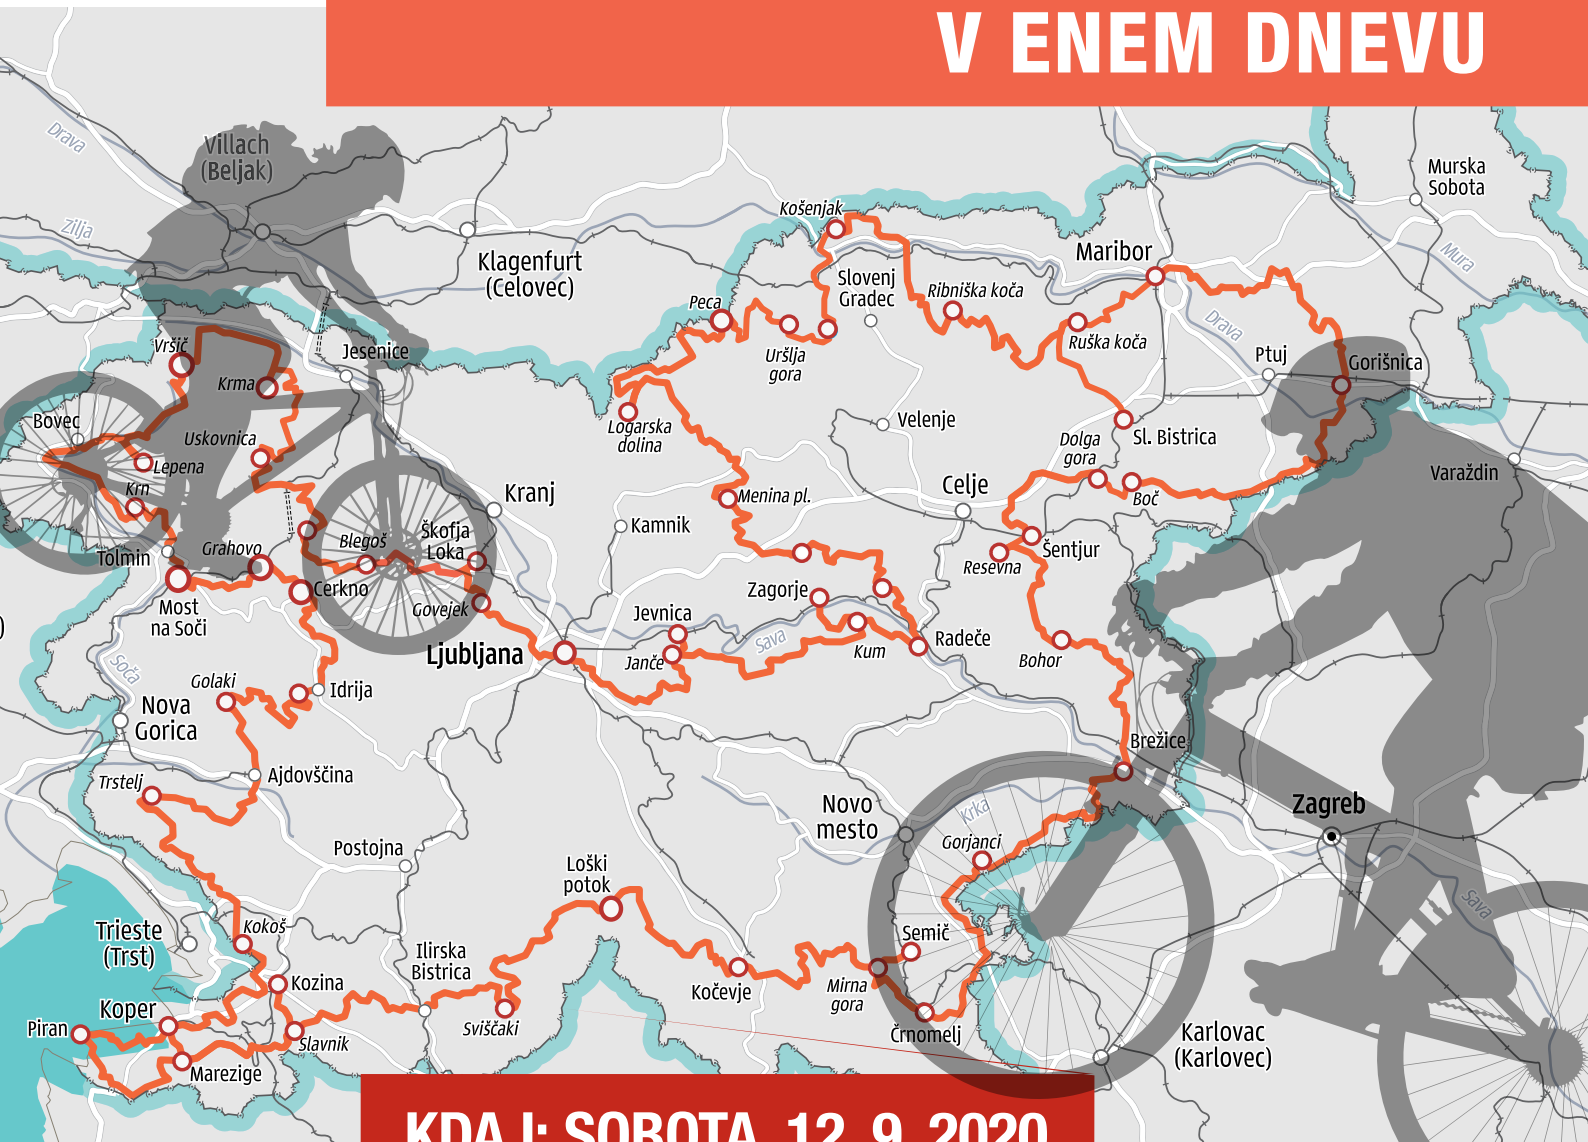 V ENEM DNEVU
Drava
Villach
(Beljak)
Murska
Sobota
Zilja
Košenjak
Klagenfurt
(Celovec)
Maribor
Mura
Slovenj
Gradec
Peca
Ribniška koča
Drava
Vršič
Jesenice
Uršlja
gora
Ruška koča
Ptuj
Gorišnica
Krma
Bovec
Logarska
dolina
Velenje
Uskovnica
Dolga
gora
Sl. Bistrica
Lepena
Varaždin
Krn
Kranj
Menina pl.
Celje
Boč
Kamnik
Škofja
Loka
Blegoš
Grahovo
Tolmin
Šentjur
Resevna
Cerkno
Zagorje
Most
na Soči
Govejek
Jevnica
)
Ljubljana
Sava
Radeče
Janče
Kum
Bohor
Soča
Golaki
Idrija
Nova
Gorica
Brežice
Ajdovščina
Trstelj
Novo
mesto
Krka
Zagreb
Gorjanci
Postojna
Loški
potok
Sava
Kokoš
Trieste
(Trst)
Ilirska
Bistrica
Semič
Kozina
Kočevje
Mirna
gora
Koper
Piran
Sviščaki
Črnomelj
Slavnik
Karlovac
(Karlovec)
Marezige
KDAJ: SOBOTA, 12. 9. 2020